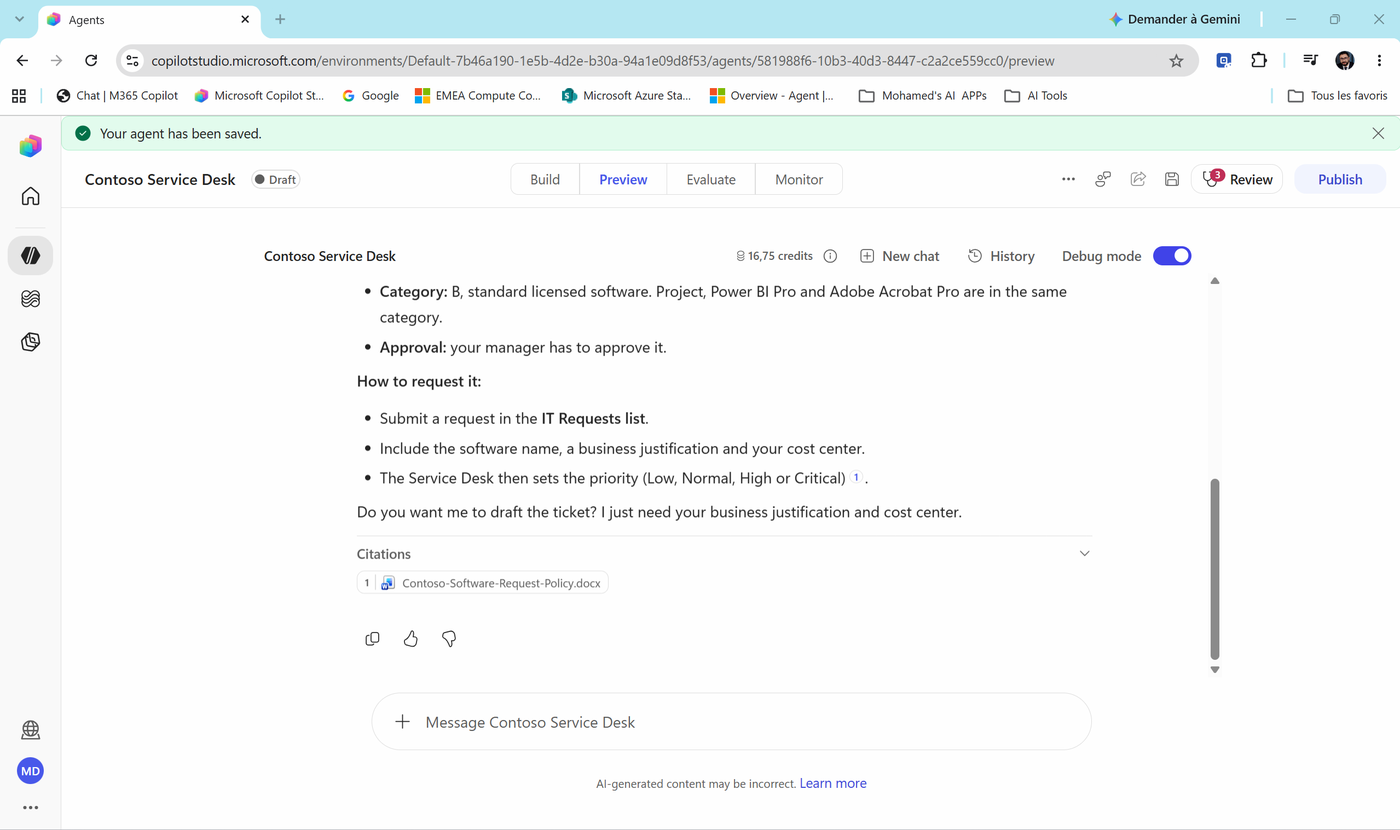 Agents
Demander à Gemini
copilotstudio.microsoft.com/environments/Default-7b46a190-1e5b-4d2e-b30a-94a1e09d8f53/agents/581988f6-10b3-40d3-8447-c2a2ce559cc0/preview
Chat | M365 Copilot
Microsoft Copilot St...
Google
EMEA Compute Co...
Microsoft Azure Sta...
Overview - Agent |...
Mohamed's AI APPs
AI Tools
Tous les favoris
Your agent has been saved.
Contoso Service Desk
Draft
Build
Preview
Evaluate
Monitor
3
Review
Publish
Contoso Service Desk
16,75 credits
New chat
History
Debug mode
Category: B, standard licensed software. Project, Power BI Pro and Adobe Acrobat Pro are in the same
category.
Approval: your manager has to approve it.
How to request it:
Submit a request in the IT Requests list.
Include the software name, a business justification and your cost center.
The Service Desk then sets the priority (Low, Normal, High or Critical) 1 .
Do you want me to draft the ticket? I just need your business justification and cost center.
Citations
1 Contoso-Software-Request-Policy.docx
Message Contoso Service Desk
MD
AI-generated content may be incorrect. Learn more